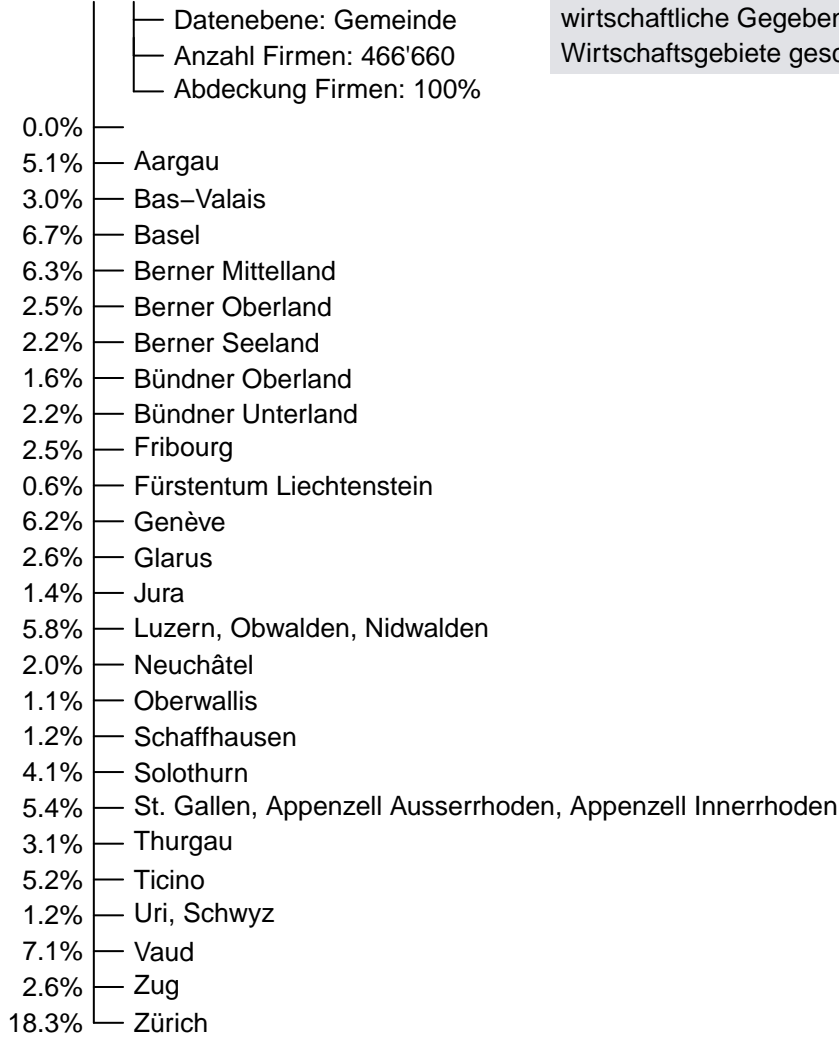 Datenebene: Gemeinde
Anzahl Firmen: 466'660
Abdeckung Firmen: 100%
wirtschaftliche
Wirtschaftsgebiete
0.0%
5.1% Aargau
3.0% Bas–Valais
6.7% Basel
6.3% Berner Mittelland
2.5% Berner Oberland
2.2% Berner Seeland
1.6% Bündner Oberland
2.2% Bündner Unterland
2.5% Fribourg
0.6% Fürstentum Liechtenstein
6.2% Genève
2.6% Glarus
1.4% Jura
5.8% Luzern, Obwalden, Nidwalden
2.0% Neuchâtel
1.1% Oberwallis
1.2% Schaffhausen
4.1% Solothurn
5.4% St. Gallen, Appenzell Ausserrhoden, Appenzell Innerrhoden
3.1% Thurgau
5.2% Ticino
1.2% Uri, Schwyz
7.1% Vaud
2.6% Zug
18.3% Zürich